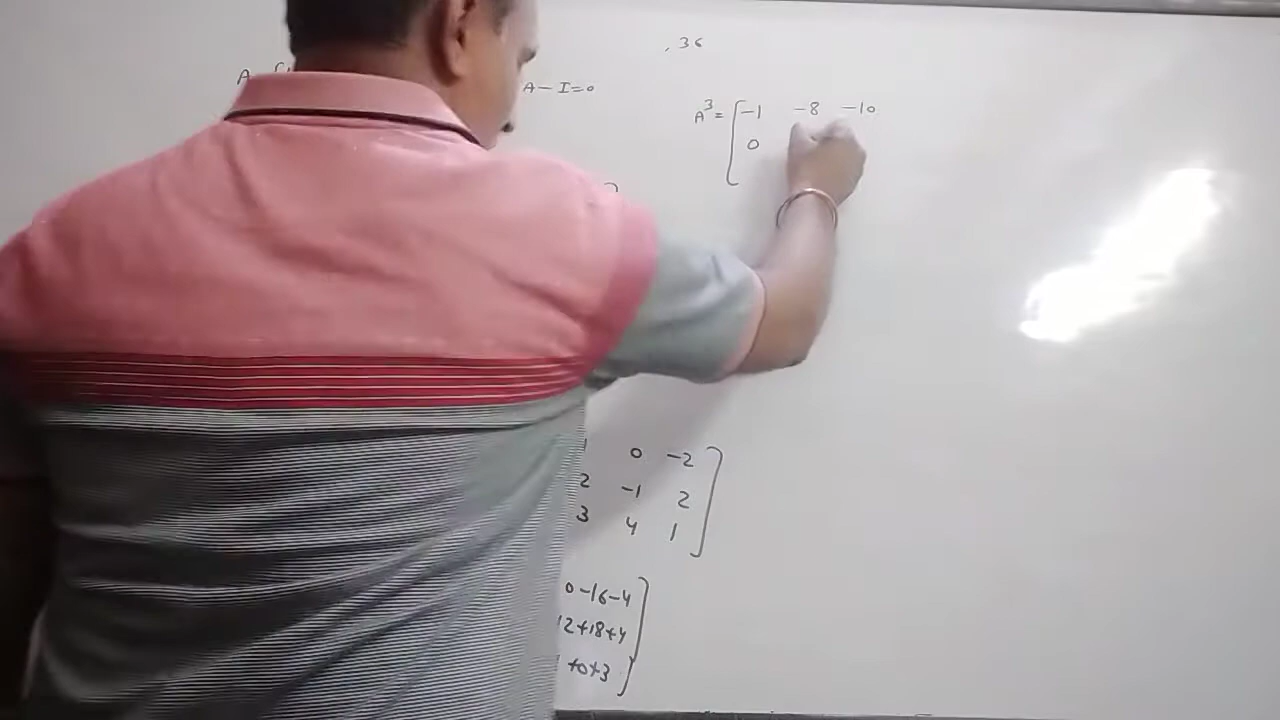 , 36
A - I = 0
A³ = [ -1 -8 -10
0
0 -2 ]
2 -1 2
3 4 1
0-16-4 ]
12+18+4
+0+3